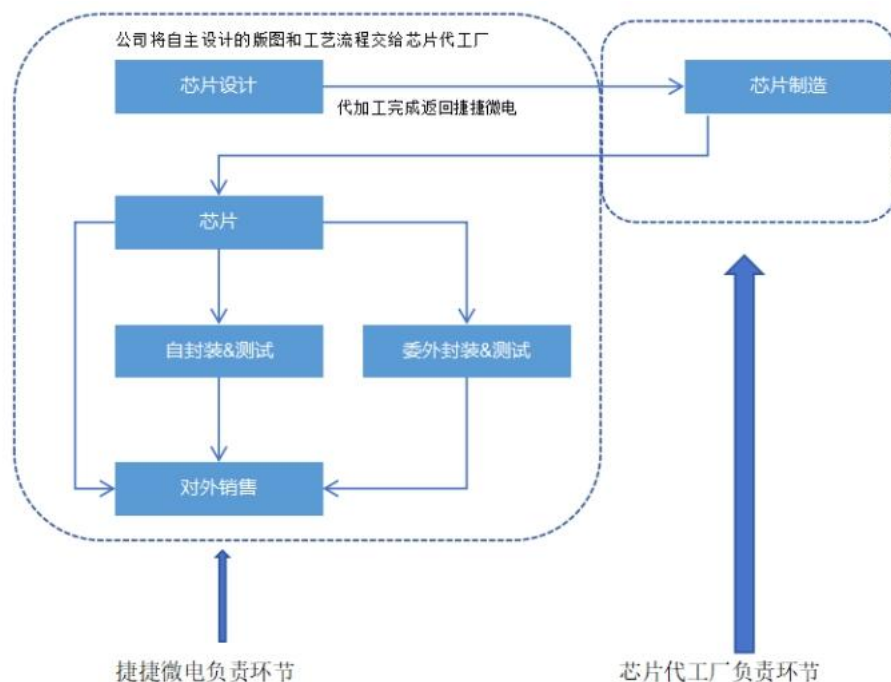 公司将自主设计的版图和工艺流程交给芯片代工厂
芯片设计
芯片制造
代加工完成返回捷捷微电
芯片
自封装&测试
委外封装&测试
对外销售
捷捷微电负责环节
芯片代工厂负责环节